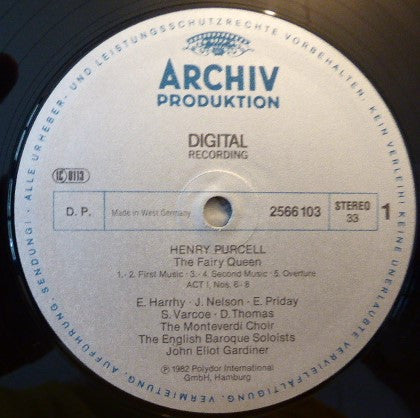 ALLE URHEBER- UND LEISTUNGSSCHUTZRECHTE VORBEHALTEN · KEIN VERLEIH! · KEINE UNERLAUBTE VERVIELFÄLTIGUNG, VERMIETUNG, AUFFÜHRUNG, SENDUNG! ·
ARCHIV
PRODUKTION
DIGITAL
RECORDING
LC 0113
D. P.
Made in West Germany
2566 103
STEREO
33
1
HENRY PURCELL
The Fairy Queen
1.-2. First Music · 3.-4. Second Music · 5. Overture
ACT I, Nos. 6-8
E. Harrhy · J. Nelson · E. Priday
S. Varcoe · D. Thomas
The Monteverdi Choir
The English Baroque Soloists
John Eliot Gardiner
℗ 1982 Polydor International
GmbH, Hamburg